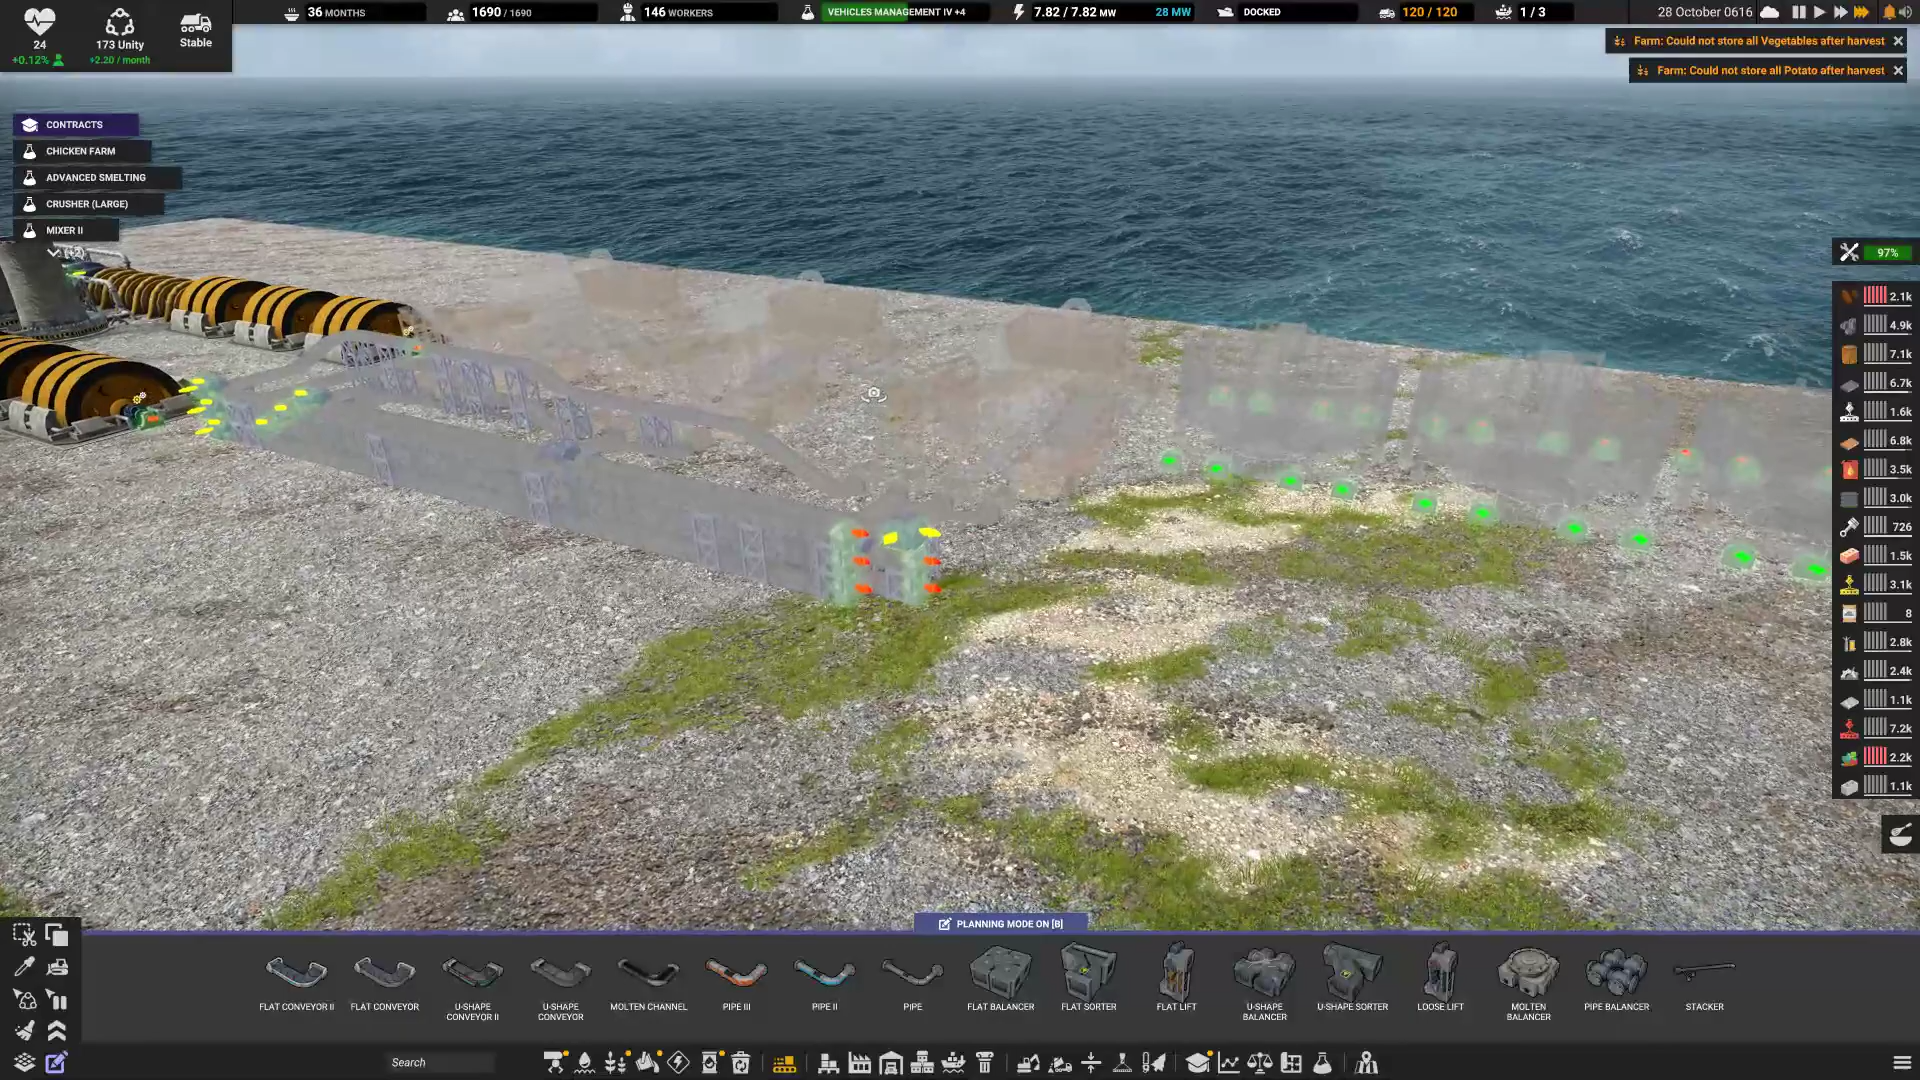 36 MONTHS
1690 / 1690
146 WORKERS
VEHICLES MANAGEMENT IV +4
7.82 / 7.82 MW
28 MW
DOCKED
120 / 120
1 / 3
28 October 0616
24
+0.12%
173 Unity
+2.20 / month
Stable
Farm: Could not store all Vegetables after harvest
Farm: Could not store all Potato after harvest
CONTRACTS
CHICKEN FARM
ADVANCED SMELTING
CRUSHER (LARGE)
MIXER II
(+2)
97%
2.1k
4.9k
7.1k
6.7k
1.6k
6.8k
3.5k
3.0k
726
1.5k
3.1k
8
2.8k
2.4k
1.1k
7.2k
2.2k
1.1k
PLANNING MODE ON [B]
FLAT CONVEYOR II
FLAT CONVEYOR
U-SHAPE CONVEYOR II
U-SHAPE CONVEYOR
MOLTEN CHANNEL
PIPE III
PIPE II
PIPE
FLAT BALANCER
FLAT SORTER
FLAT LIFT
U-SHAPE BALANCER
U-SHAPE SORTER
LOOSE LIFT
MOLTEN BALANCER
PIPE BALANCER
STACKER
Search